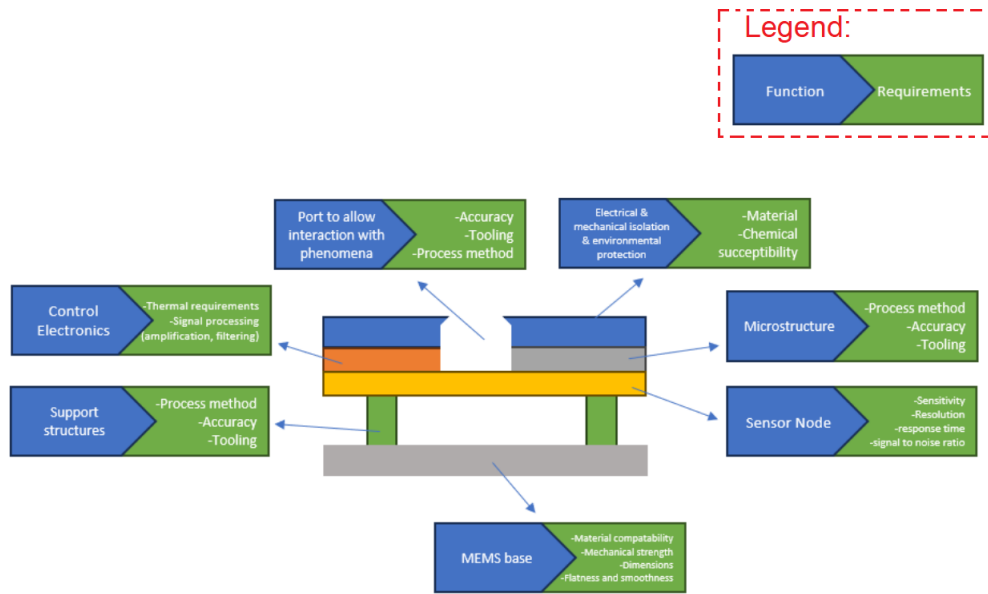 Legend:
Function
Requirements
Port to allow
interaction with
phenomena
-Accuracy
-Tooling
-Process method
Electrical &
mechanical isolation
& environmental
protection
-Material
-Chemical
succeptibility
Control
Electronics
-Thermal requirements
-Signal processing
(amplification, filtering)
Microstructure
-Process method
-Accuracy
-Tooling
Support
structures
-Process method
-Accuracy
-Tooling
Sensor Node
-Sensitivity
-Resolution
-response time
-signal to noise ratio
MEMS base
-Material compatability
-Mechanical strength
-Dimensions
-Flatness and smoothness